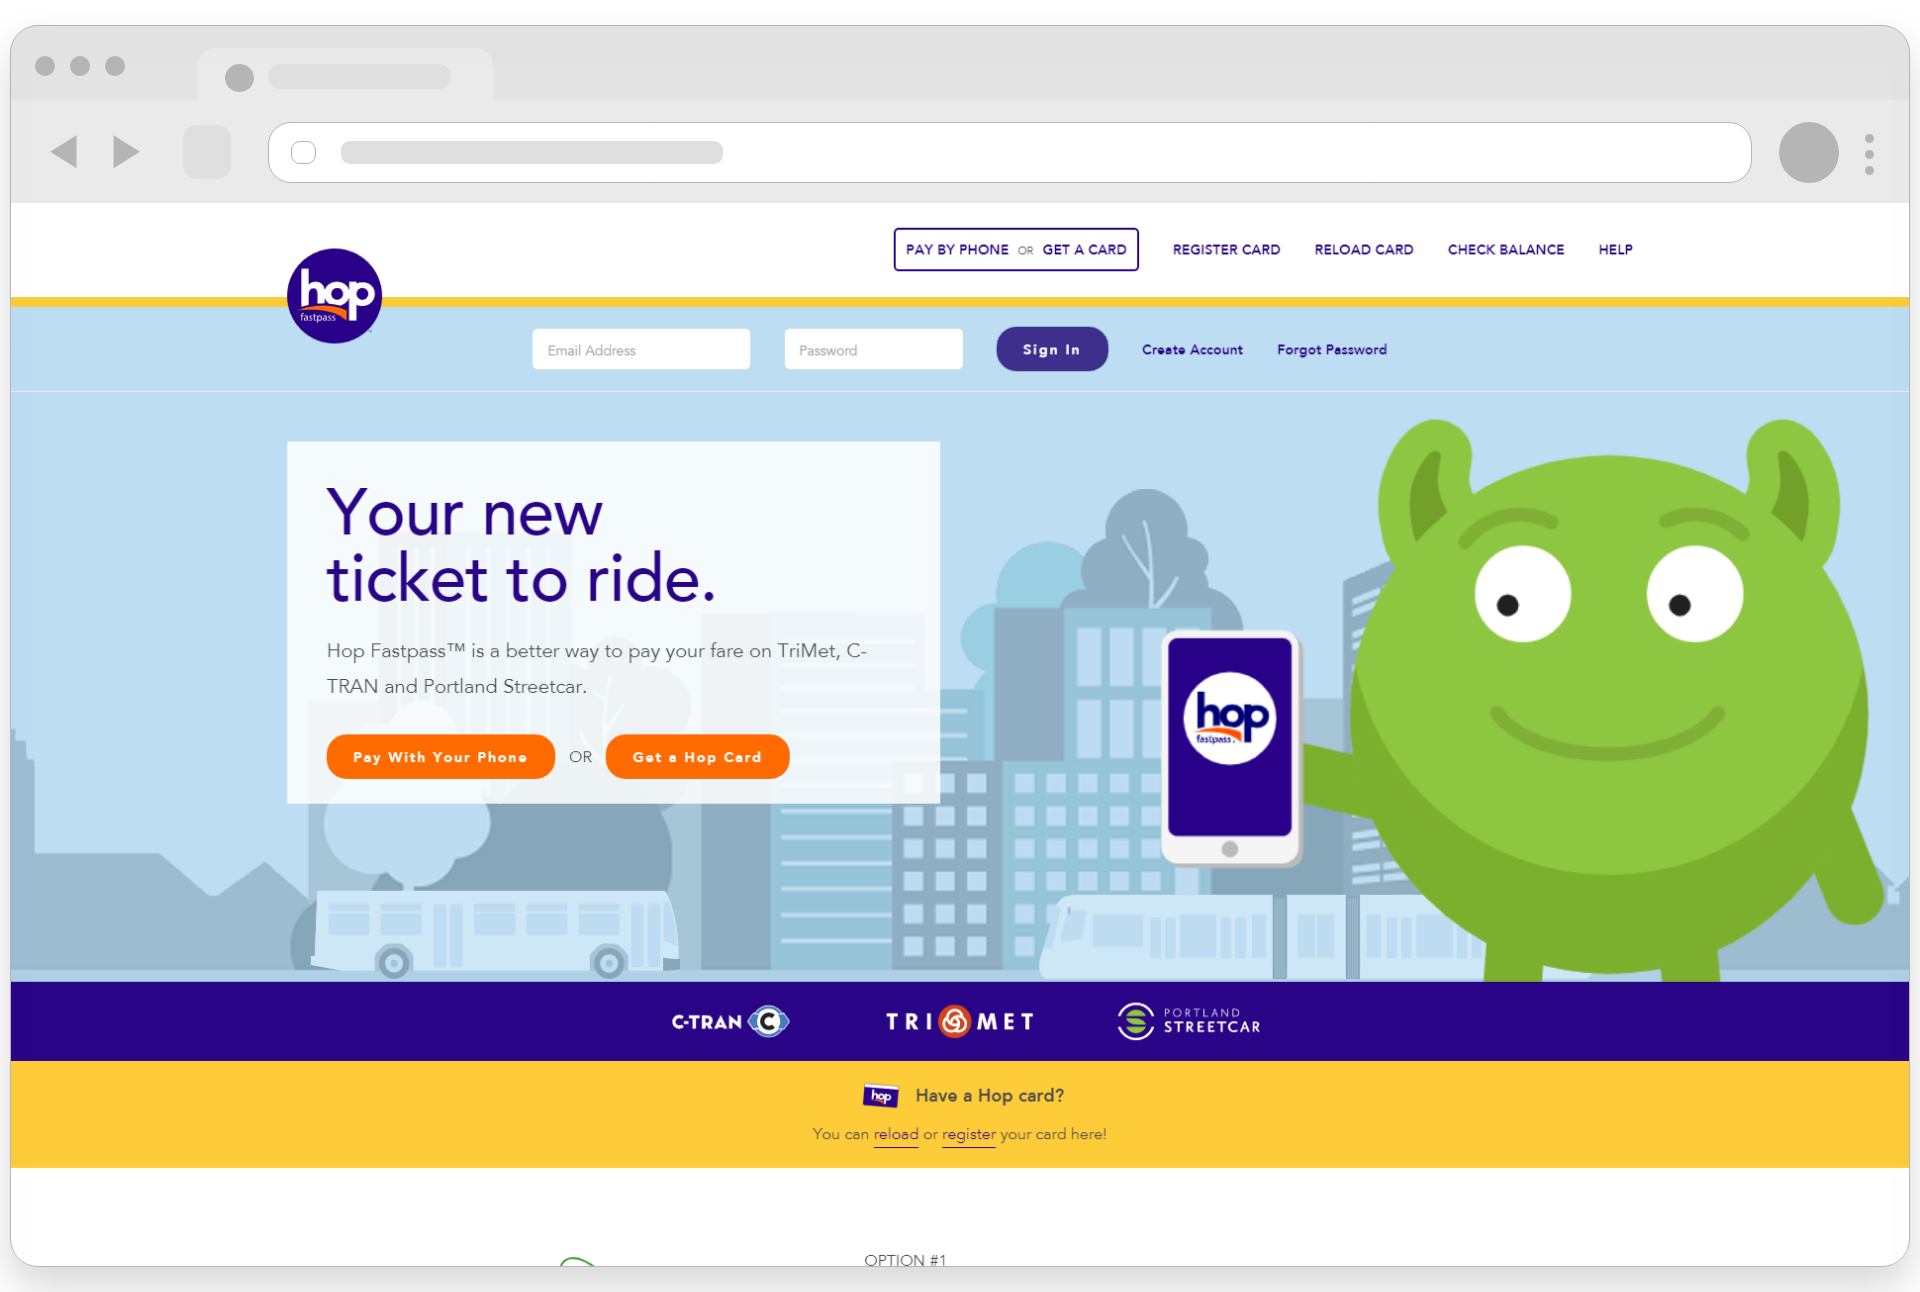 PAY BY PHONE OR GET A CARD REGISTER CARD RELOAD CARD CHECK BALANCE HELP
hop
fastpass
Email Address Password Sign In Create Account Forgot Password
Your new
ticket to ride.
Hop Fastpass™ is a better way to pay your fare on TriMet, C-
TRAN and Portland Streetcar.
Pay With Your Phone OR Get a Hop Card
hop
fastpass
C-TRAN C
TRI MET
PORTLAND
STREETCAR
hop
Have a Hop card?
You can reload or register your card here!
OPTION #1